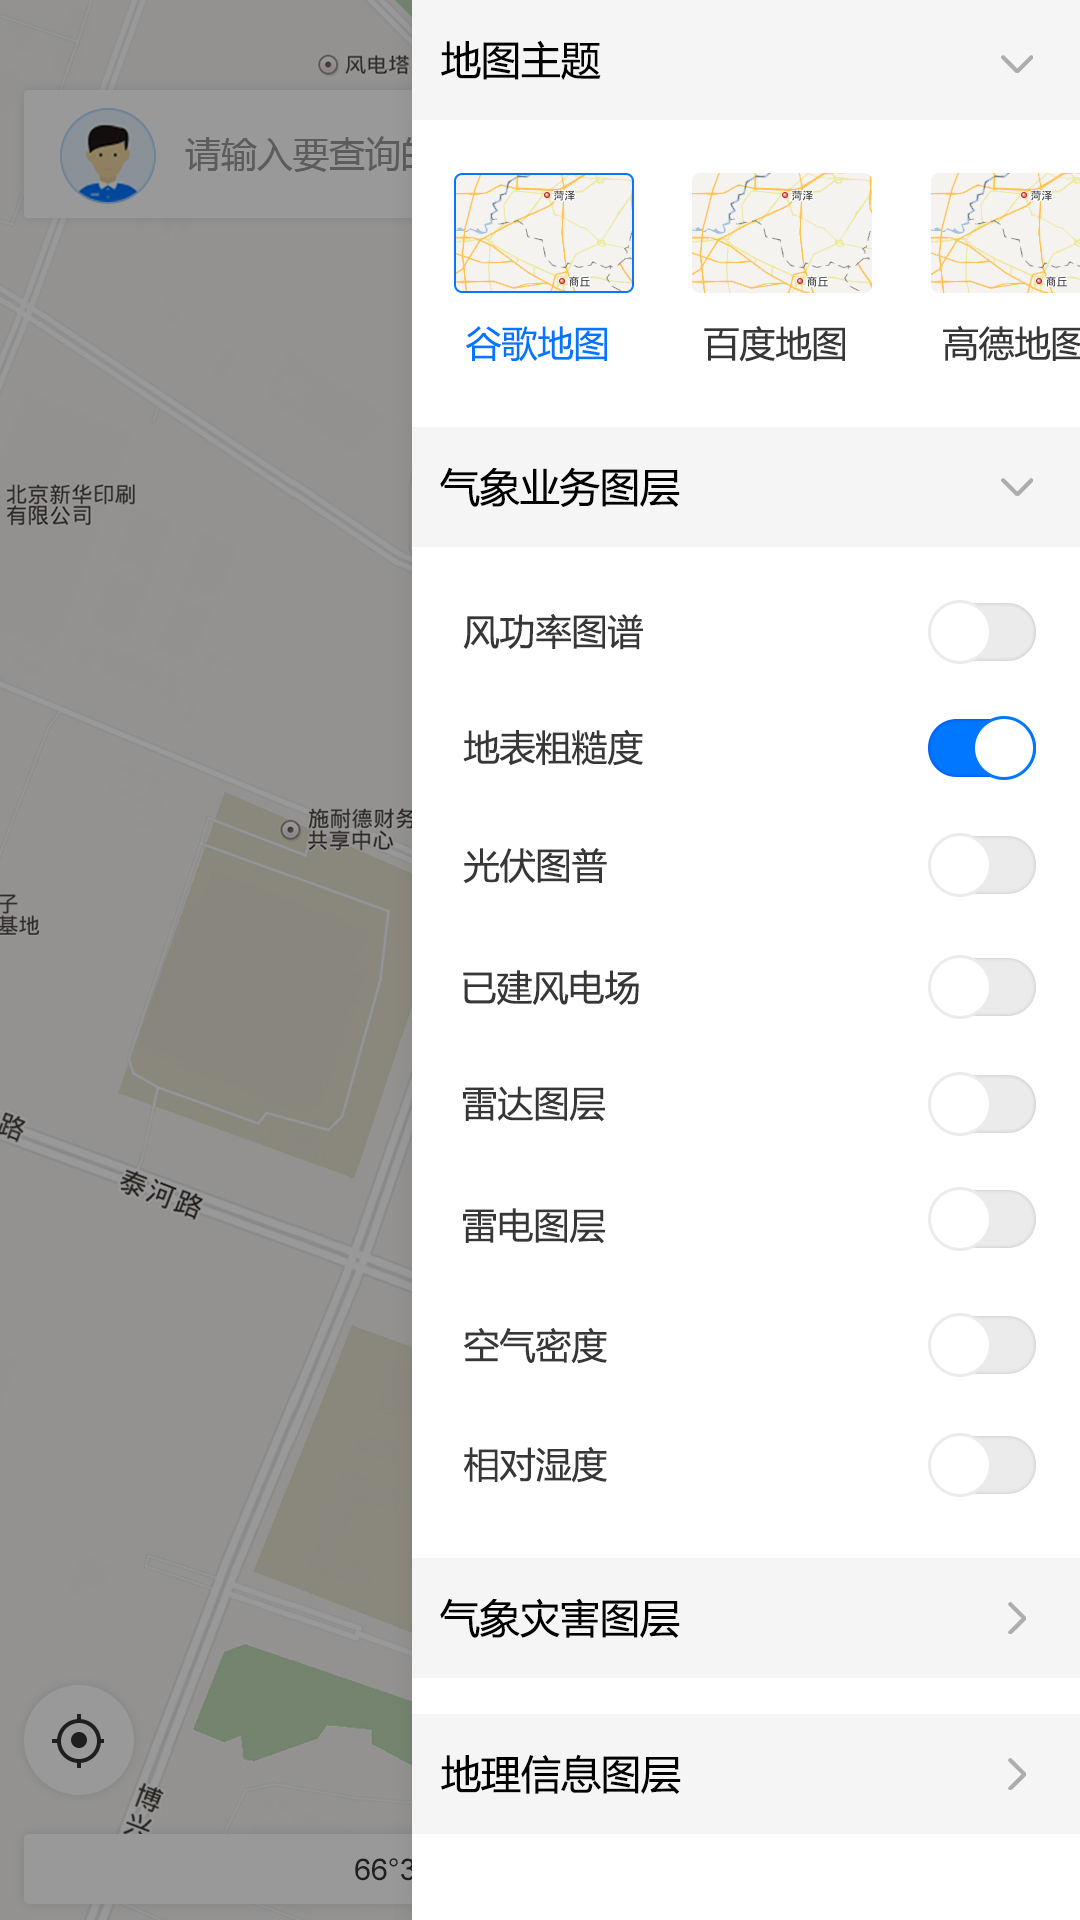 风电塔
请输入要查询
北京新华印刷
有限公司
施耐德财务
共享中心
子
基地
路
泰河路
博兴
66°3
地图主题
菏泽
商丘
菏泽
商丘
菏泽
商丘
谷歌地图
百度地图
高德地图
气象业务图层
风功率图谱
地表粗糙度
光伏图普
已建风电场
雷达图层
雷电图层
空气密度
相对湿度
气象灾害图层
地理信息图层